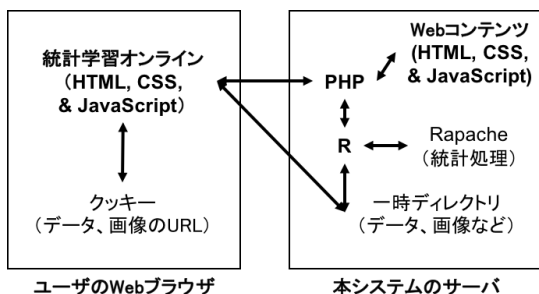 統計学習オンライン
（HTML, CSS,
& JavaScript）
クッキー
（データ、画像のURL）
ユーザのWebブラウザ
Webコンテンツ
(HTML, CSS,
& JavaScript)
PHP
R
Rapache
（統計処理）
一時ディレクトリ
（データ、画像など）
本システムのサーバ